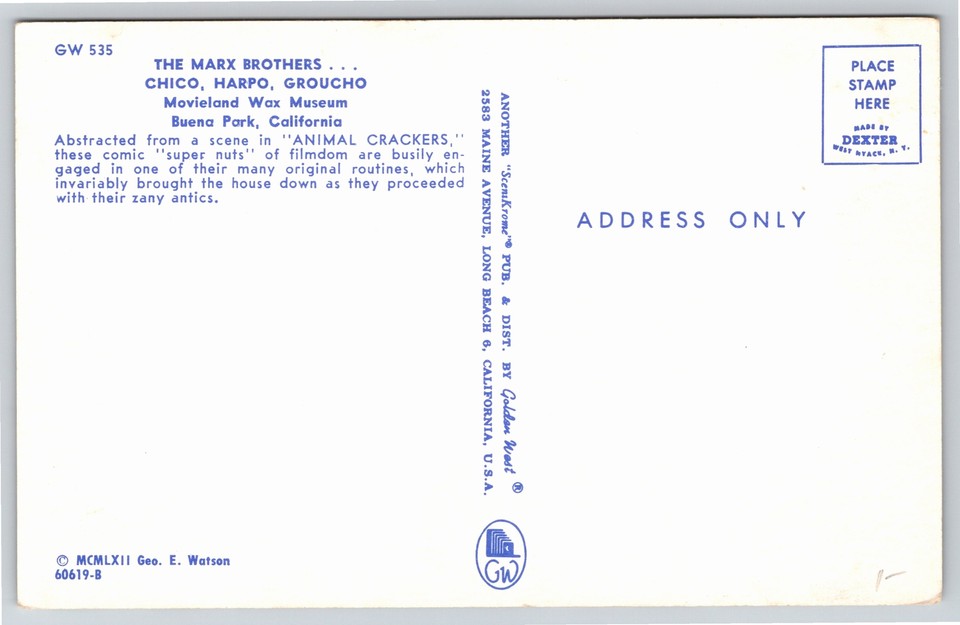 GW 535
THE MARX BROTHERS . . .
CHICO, HARPO, GROUCHO
Movieland Wax Museum
Buena Park, California
Abstracted from a scene in "ANIMAL CRACKERS,"
these comic "super nuts" of filmdom are busily en-
gaged in one of their many original routines, which
invariably brought the house down as they proceeded
with their zany antics.
© MCMLXII Geo. E. Watson
60619-B
ANOTHER "SceniKrome"® PUB. & DIST. BY Golden West ®
2583 MAINE AVENUE, LONG BEACH 6, CALIFORNIA, U.S.A.
GW
PLACE
STAMP
HERE
MADE BY
DEXTER
WEST NYACK, N. Y.
ADDRESS ONLY